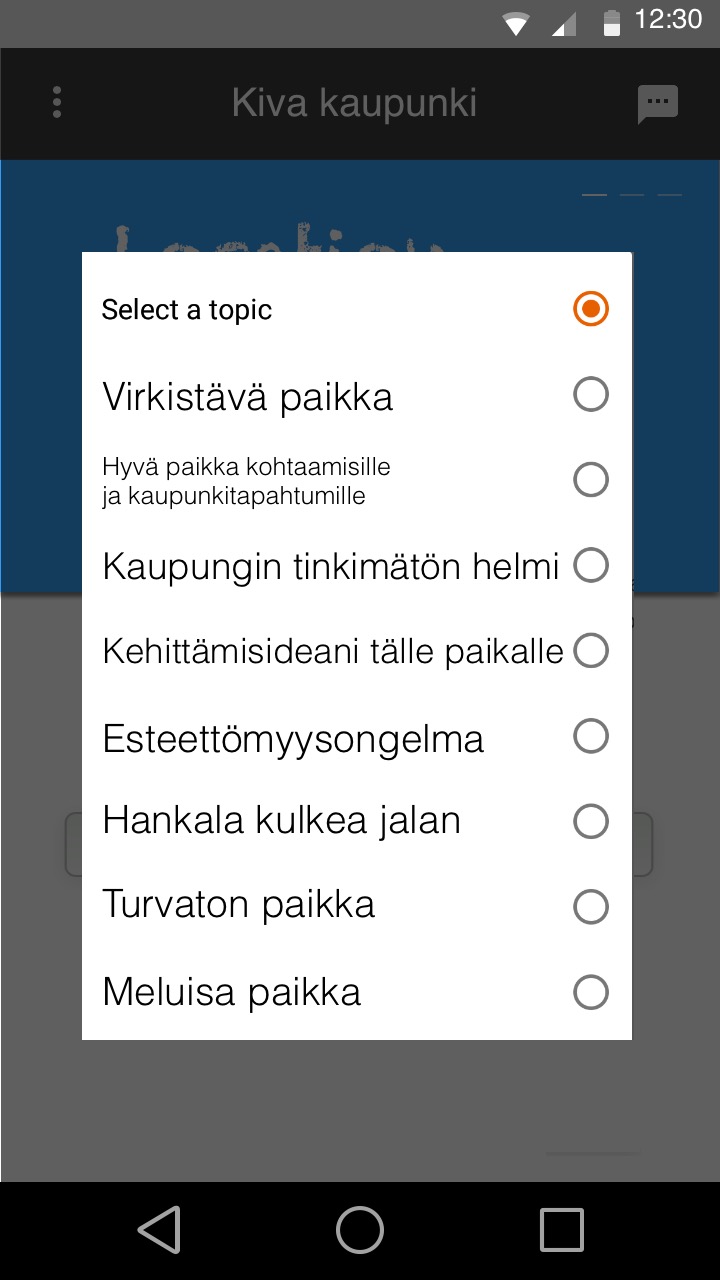 12:30
Kiva kaupunki
Select a topic
Virkistävä paikka
Hyvä paikka kohtaamisille
ja kaupunkitapahtumille
Kaupungin tinkimätön helmi
Kehittämisideani tälle paikalle
Esteettömyysongelma
Hankala kulkea jalan
Turvaton paikka
Meluisa paikka